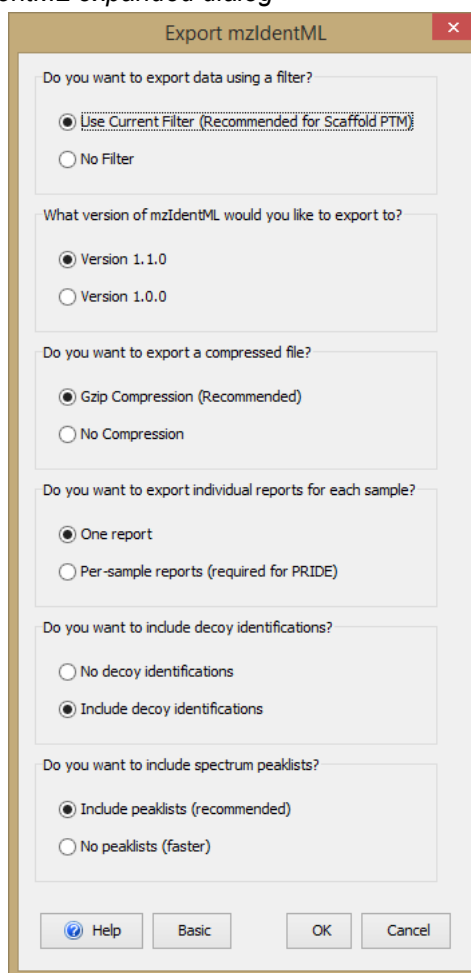 entML expanded dialog
Export mzIdentML
Do you want to export data using a filter?
Use Current Filter (Recommended for Scaffold PTM)
No Filter
What version of mzIdentML would you like to export to?
Version 1.1.0
Version 1.0.0
Do you want to export a compressed file?
Gzip Compression (Recommended)
No Compression
Do you want to export individual reports for each sample?
One report
Per-sample reports (required for PRIDE)
Do you want to include decoy identifications?
No decoy identifications
Include decoy identifications
Do you want to include spectrum peaklists?
Include peaklists (recommended)
No peaklists (faster)
Help Basic OK Cancel